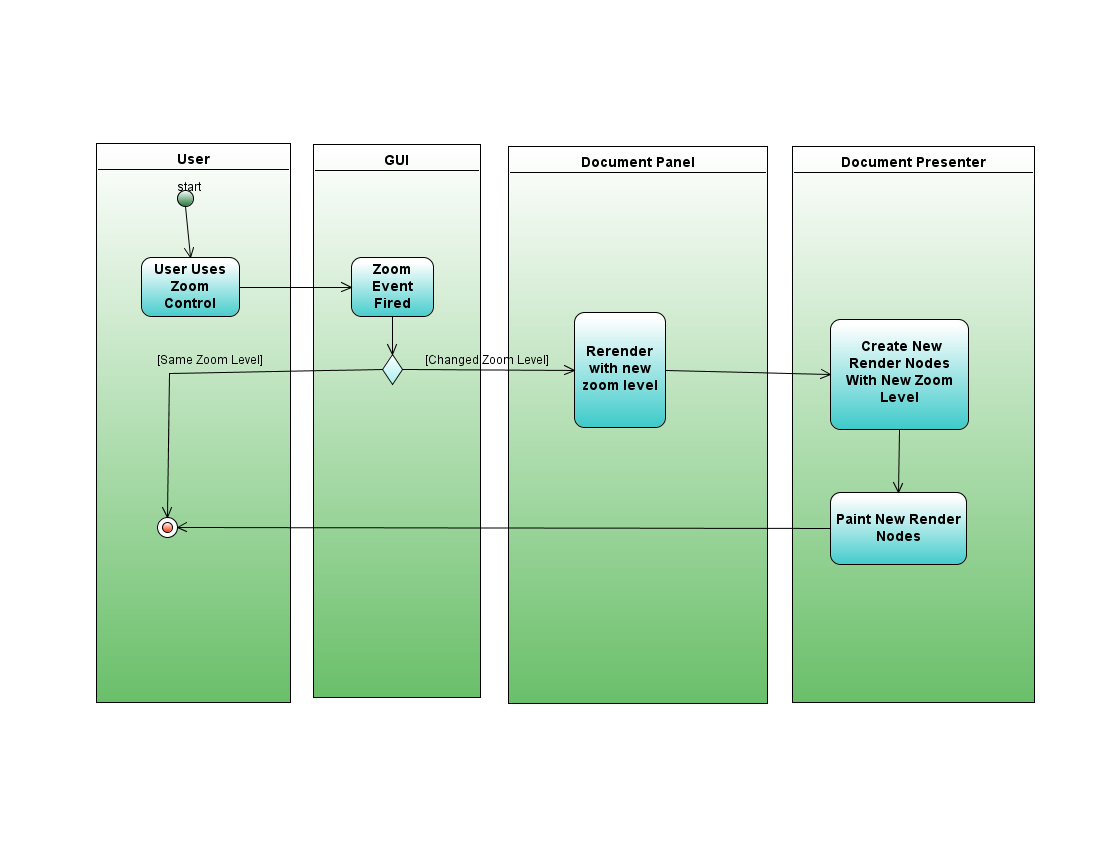 User
GUI
Document Panel
Document Presenter
start
User Uses
Zoom
Control
Zoom
Event
Fired
[Same Zoom Level]
[Changed Zoom Level]
Rerender
with new
zoom level
Create New
Render Nodes
With New Zoom
Level
Paint New Render
Nodes